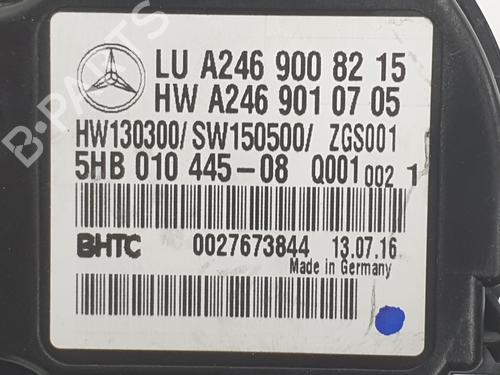 B-PARTS
LU A246 900 82 15
HW A246 901 07 05
HW130300/ SW150500/ ZGS001
5HB 010 445-08 Q001 002 1
BHTC 0027673844 13.07.16
Made in Germany